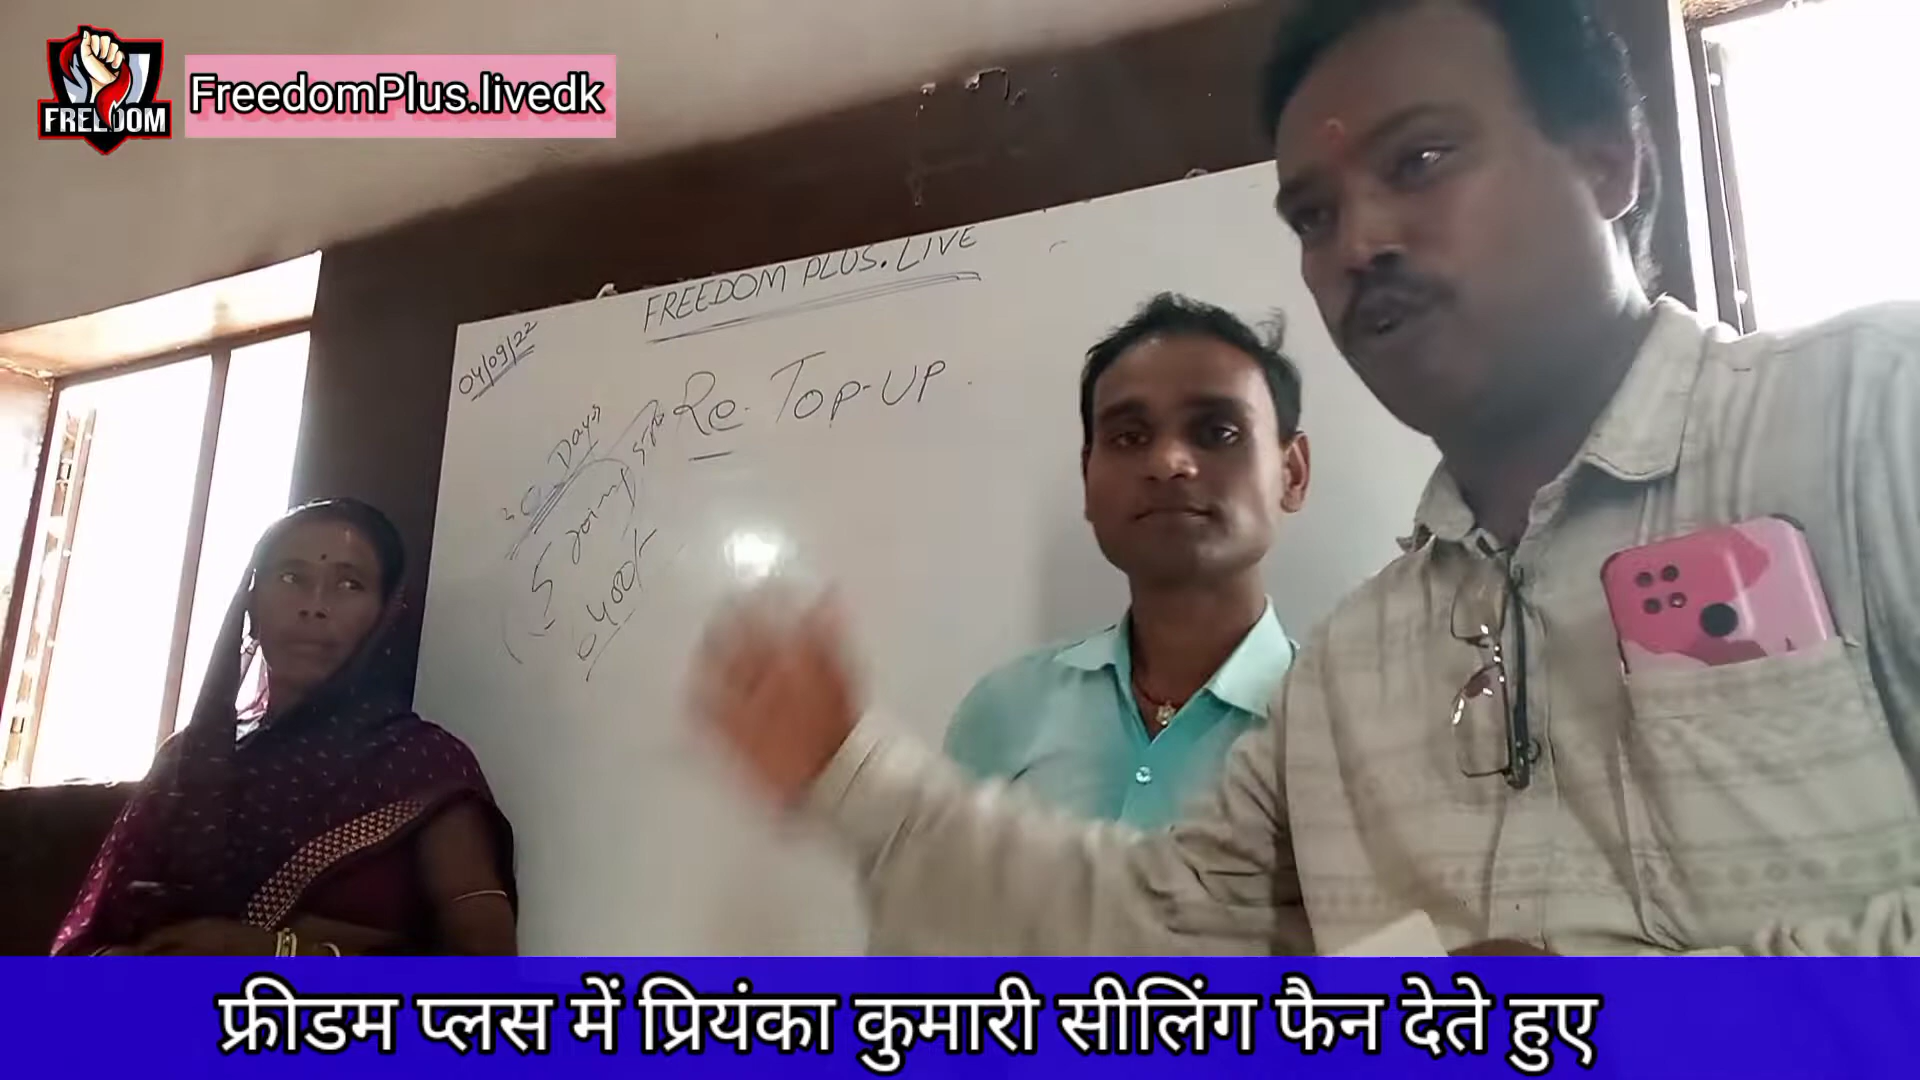 FREEDOM
FreedomPlus.livedk
FREEDOM PLUS.LIVE
04/09/22
Re-TOP-UP
Days
फ्रीडम प्लस में प्रियंका कुमारी सीलिंग फैन देते हुए